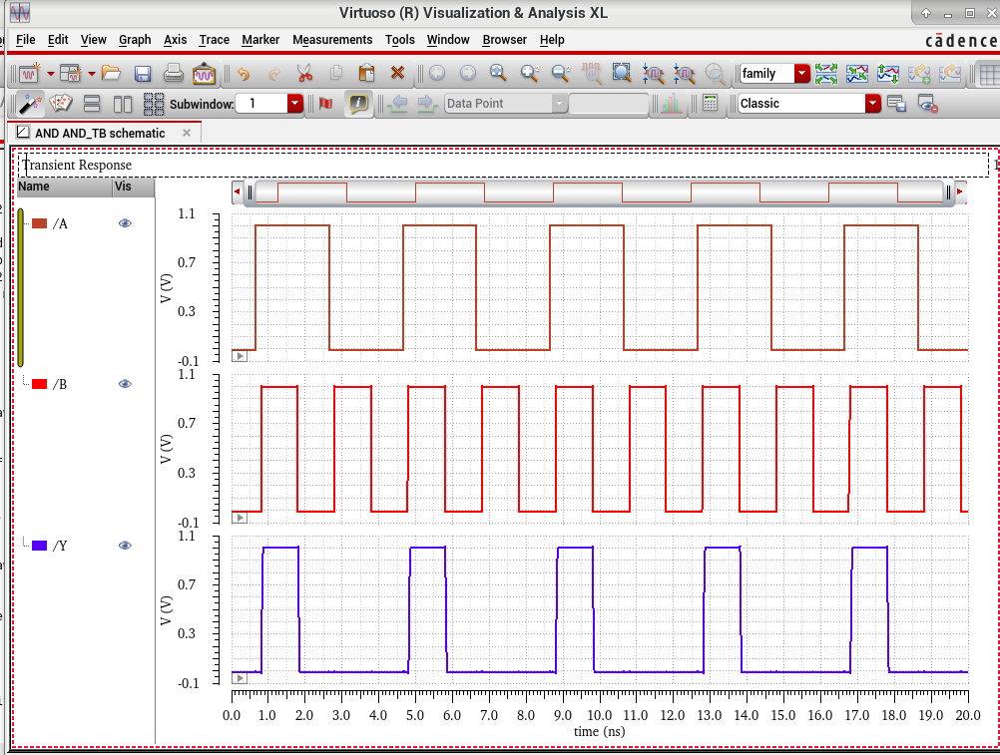 Virtuoso (R) Visualization & Analysis XL
File Edit View Graph Axis Trace Marker Measurements Tools Window Browser Help
cādence
family
Subwindow: 1
Data Point
Classic
AND AND_TB schematic
Transient Response
Name Vis
/A
1.1
0.7
0.3
-0.1
V (V)
/B
1.1
0.7
0.3
-0.1
V (V)
/Y
1.1
0.7
0.3
-0.1
V (V)
0.0 1.0 2.0 3.0 4.0 5.0 6.0 7.0 8.0 9.0 10.0 11.0 12.0 13.0 14.0 15.0 16.0 17.0 18.0 19.0 20.0
time (ns)